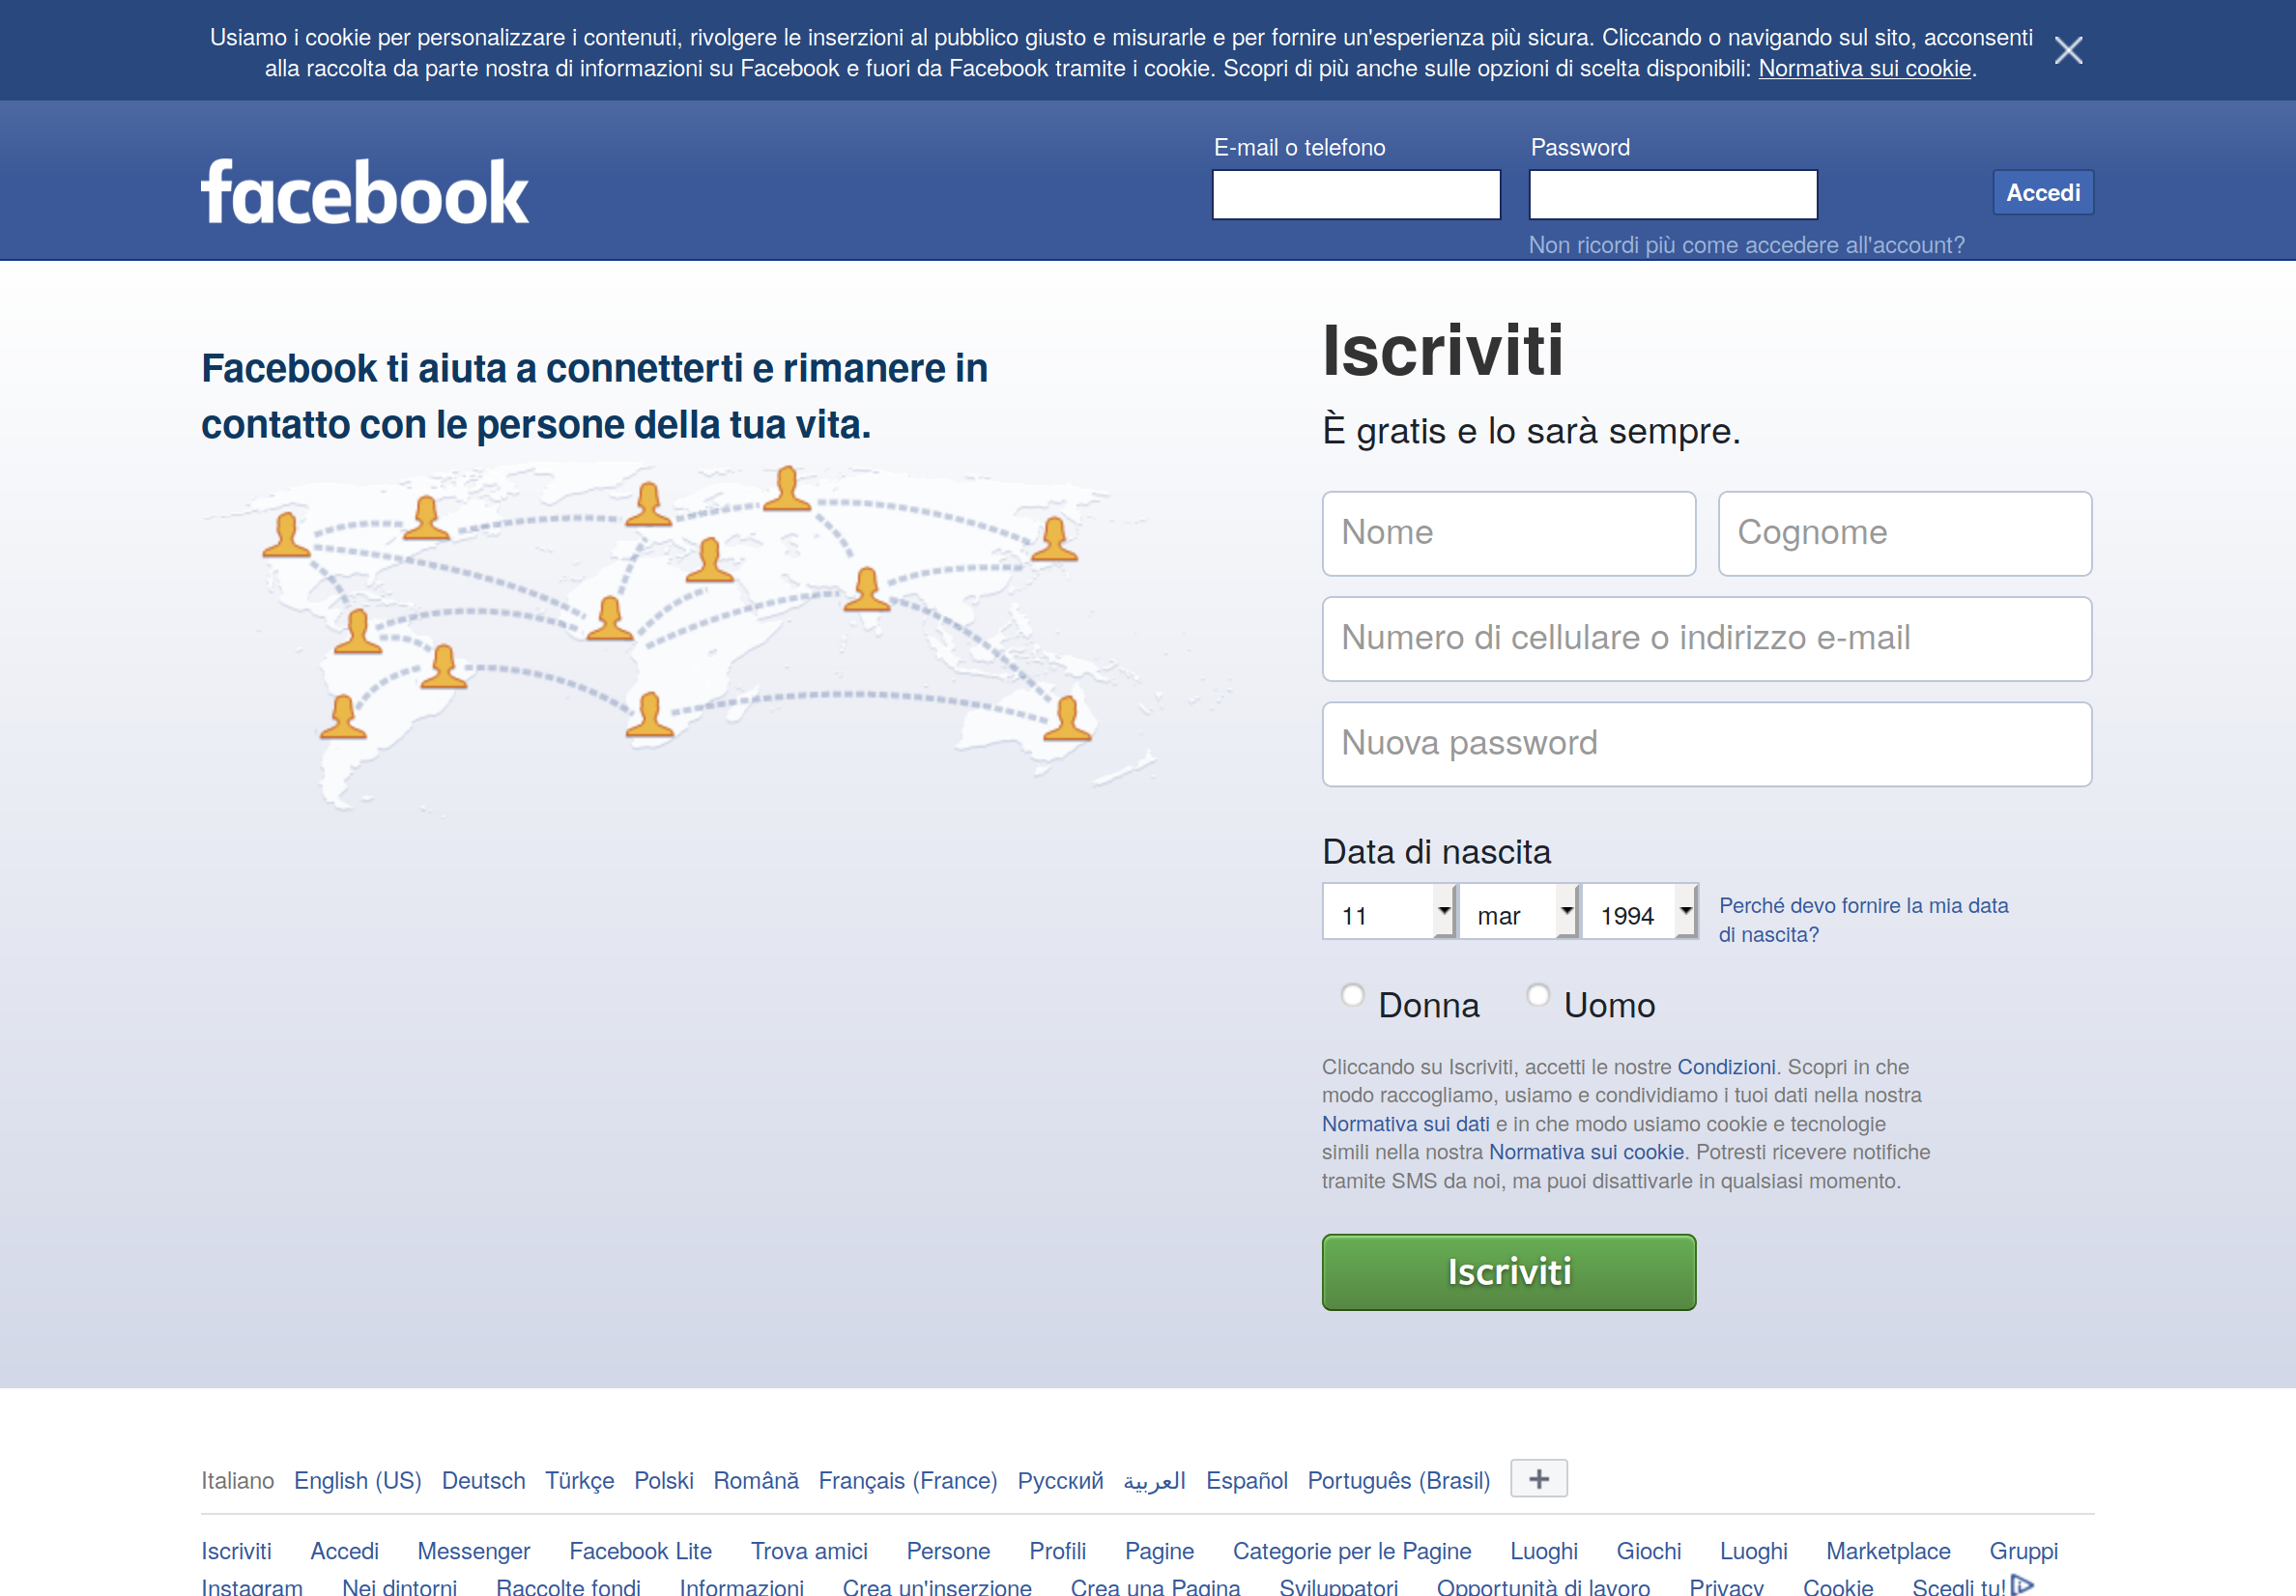 Usiamo i cookie per personalizzare i contenuti, rivolgere le inserzioni al pubblico giusto e misurarle e per fornire un'esperienza più sicura. Cliccando o navigando sul sito, acconsenti
alla raccolta da parte nostra di informazioni su Facebook e fuori da Facebook tramite i cookie. Scopri di più anche sulle opzioni di scelta disponibili: Normativa sui cookie.
facebook
E-mail o telefono Password
Accedi
Non ricordi più come accedere all'account?
Facebook ti aiuta a connetterti e rimanere in
contatto con le persone della tua vita.
Iscriviti
È gratis e lo sarà sempre.
Nome Cognome
Numero di cellulare o indirizzo e-mail
Nuova password
Data di nascita
11 mar 1994
Perché devo fornire la mia data
di nascita?
Donna Uomo
Cliccando su Iscriviti, accetti le nostre Condizioni. Scopri in che
modo raccogliamo, usiamo e condividiamo i tuoi dati nella nostra
Normativa sui dati e in che modo usiamo cookie e tecnologie
simili nella nostra Normativa sui cookie. Potresti ricevere notifiche
tramite SMS da noi, ma puoi disattivarle in qualsiasi momento.
Iscriviti
Italiano English (US) Deutsch Türkçe Polski Română Français (France) Русский العربية Español Português (Brasil)
Iscriviti Accedi Messenger Facebook Lite Trova amici Persone Profili Pagine Categorie per le Pagine Luoghi Giochi Luoghi Marketplace Gruppi
Instagram Nei dintorni Raccolte fondi Informazioni Crea un'inserzione Crea una Pagina Sviluppatori Opportunità di lavoro Privacy Cookie Scegli tu!